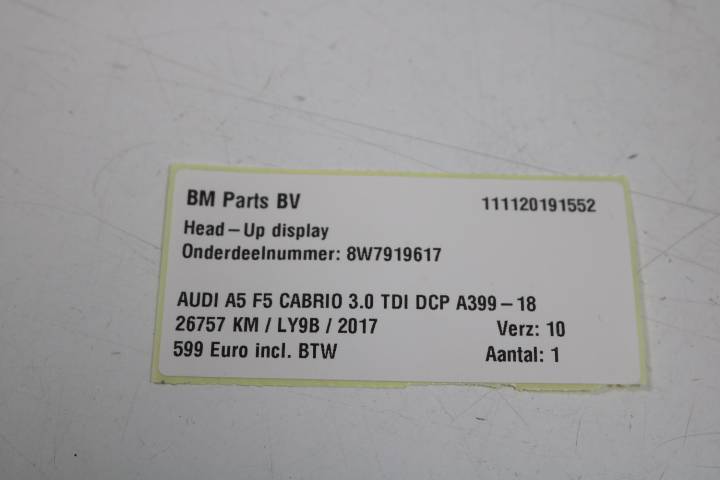 BM Parts BV 111120191552
Head-Up display
Onderdeelnummer: 8W7919617
AUDI A5 F5 CABRIO 3.0 TDI DCP A399-18
26757 KM / LY9B / 2017 Verz: 10
599 Euro incl. BTW Aantal: 1